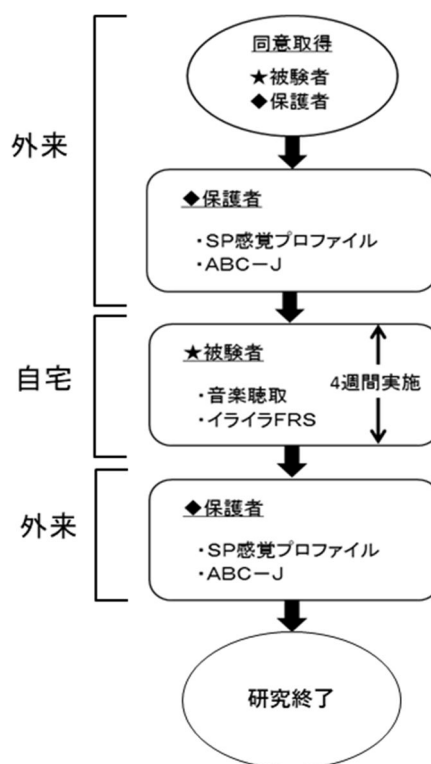 同意取得
★被験者
◆保護者
外来
◆保護者
・SP感覚プロファイル
・ABC－J
自宅
★被験者
・音楽聴取
・イライラFRS
4週間実施
外来
◆保護者
・SP感覚プロファイル
・ABC－J
研究終了